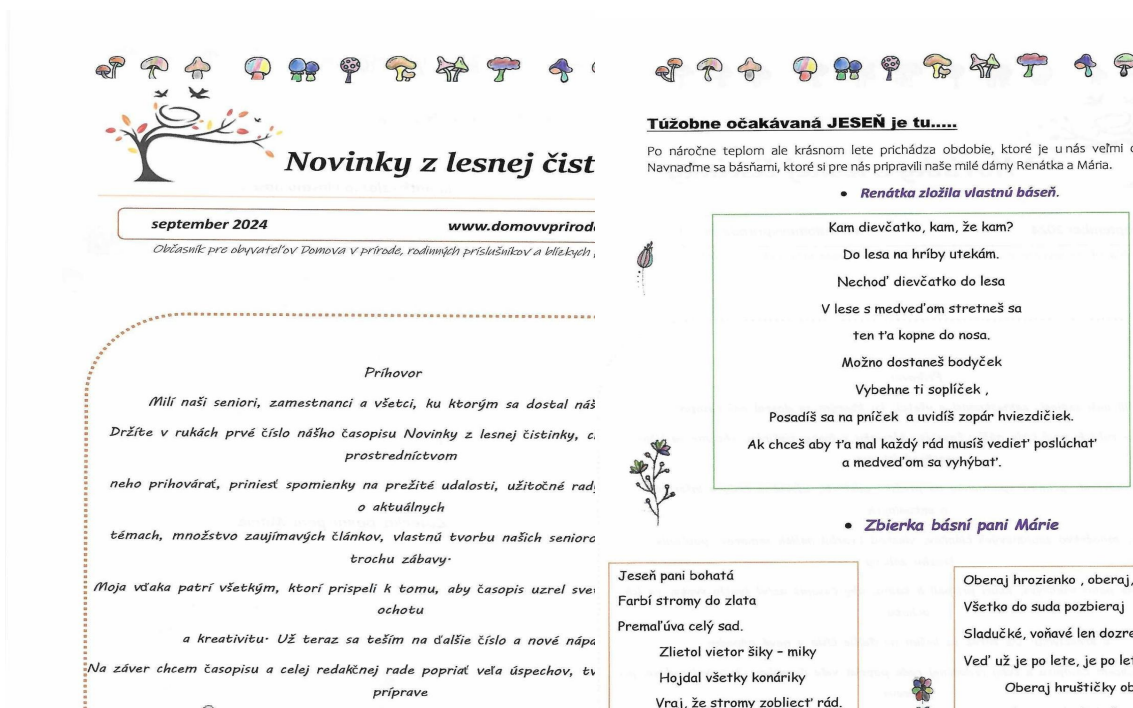 Novinky z lesnej čist
september 2024 www.domovvprirod
Občasník pre obyvateľov Domova v prírode, rodinných príslušníkov a blízkych
Príhovor
Milí naši seniori, zamestnanci a všetci, ku ktorým sa dostal náš
Držíte v rukách prvé číslo nášho časopisu Novinky z lesnej čistinky,
prostredníctvom
neho prihovárať, priniesť spomienky na prežité udalosti, užitočné rad
o aktuálnych
témach, množstvo zaujímavých článkov, vlastnú tvorbu našich senioro
trochu zábavy.
Moja vďaka patrí všetkým, ktorí prispeli k tomu, aby časopis uzrel sve
ochotu
a kreativitu. Už teraz sa teším na ďalšie číslo a nové nápa
Na záver chcem časopisu a celej redakčnej rade popriať veľa úspechov, tv
príprave
Túžobne očakávaná JESEŇ je tu.....
Po náročne teplom ale krásnom lete prichádza obdobie, ktoré je u nás veľmi
Navnaďme sa básňami, ktoré si pre nás pripravili naše milé dámy Renátka a Mária.
• Renátka zložila vlastnú báseň.
Kam dievčatko, kam, že kam?
Do lesa na hríby utekám.
Nechoď dievčatko do lesa
V lese s medveďom stretneš sa
ten ťa kopne do nosa.
Možno dostaneš bodyček
Vybehne ti soplíček ,
Posadíš sa na príček a uvidíš zopár hviezdičiek.
Ak chceš aby ťa mal každý rád musíš vedieť poslúchať
a medveďom sa vyhýbať.
• Zbierka básní pani Márie
Jeseň pani bohatá
Farbí stromy do zlata
Premaľúva celý sad.
Zlietol vietor šiky – miky
Hojdal všetky konáriky
Vraj, že stromy zobliecť rád.
Oberaj hrozienko , oberaj,
Všetko do suda pozbieraj
Sladučké, voňavé len dozre
Veď už je po lete, je po let
Oberaj hruštičky ob